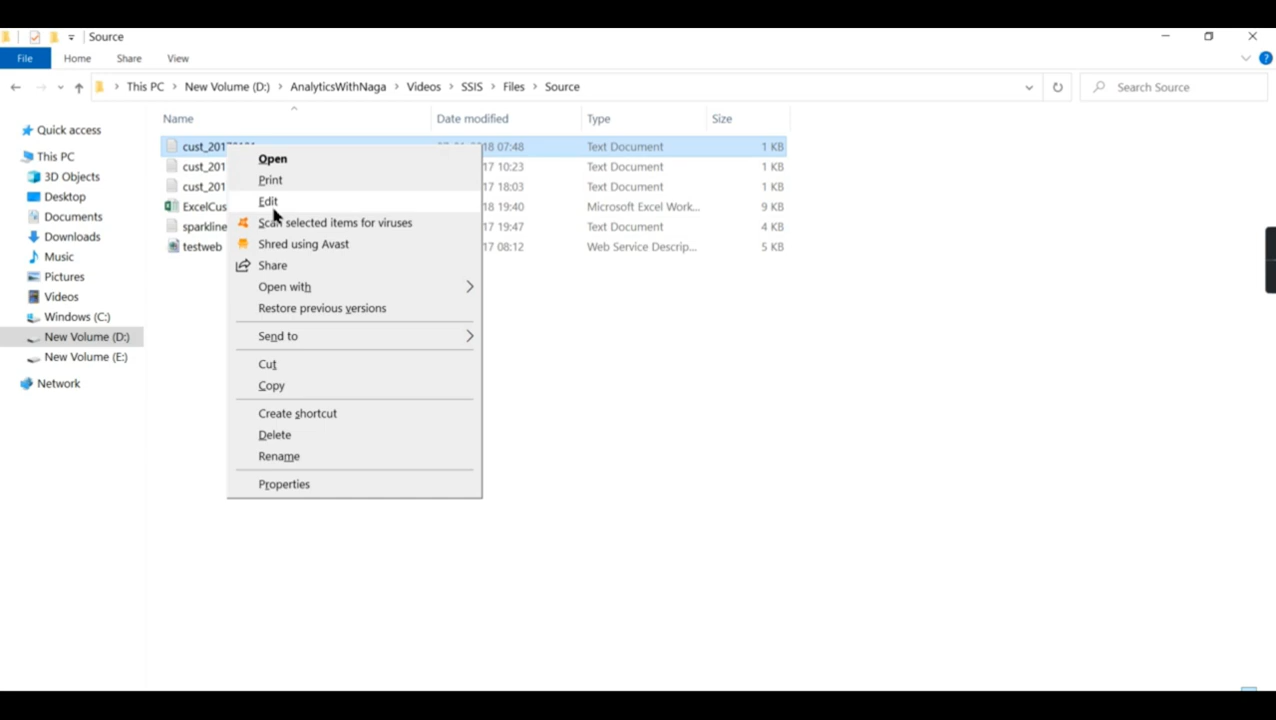 Source
File Home Share View
This PC New Volume (D:) AnalyticsWithNaga Videos SSIS Files Source
Search Source
Name Date modified Type Size
Quick access
This PC
3D Objects
Desktop
Documents
Downloads
Music
Pictures
Videos
Windows (C:)
New Volume (D:)
New Volume (E:)
Network
07:48 Text Document 1 KB
cust_201 17 10:23 Text Document 1 KB
cust_201 17 18:03 Text Document 1 KB
ExcelCus 18 19:40 Microsoft Excel Work... 9 KB
sparkline 17 19:47 Text Document 4 KB
testweb 17 08:12 Web Service Descrip... 5 KB
Open
Print
Edit
Scan selected items for viruses
Shred using Avast
Share
Open with
Restore previous versions
Send to
Cut
Copy
Create shortcut
Delete
Rename
Properties